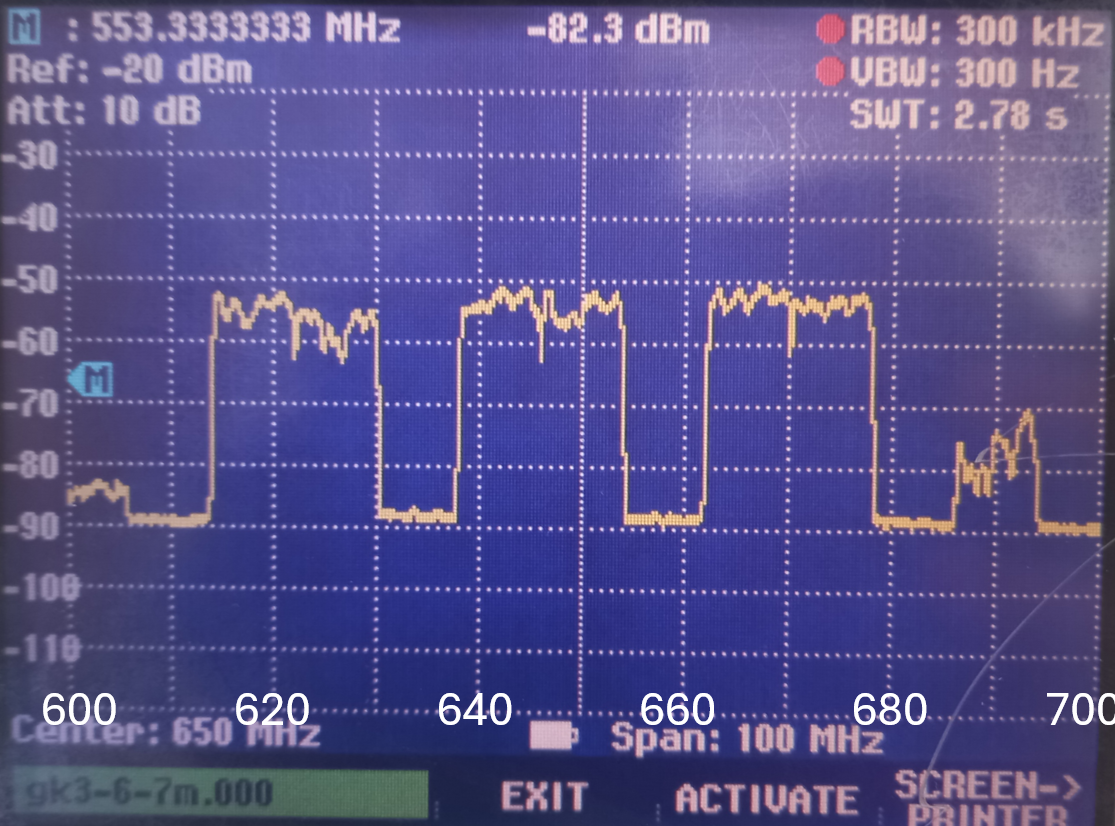 M : 553.3333333 MHz -82.3 dBm RBW: 300 kHz
Ref: -20 dBm VBW: 300 Hz
Att: 10 dB SWT: 2.78 s
-30
-40
-50
-60
M
-70
-80
-90
-100
-110
600 620 640 660 680 700
Center: 650 MHz Span: 100 MHz
gk3-6-7m.000 EXIT ACTIVATE SCREEN->
PRINTER